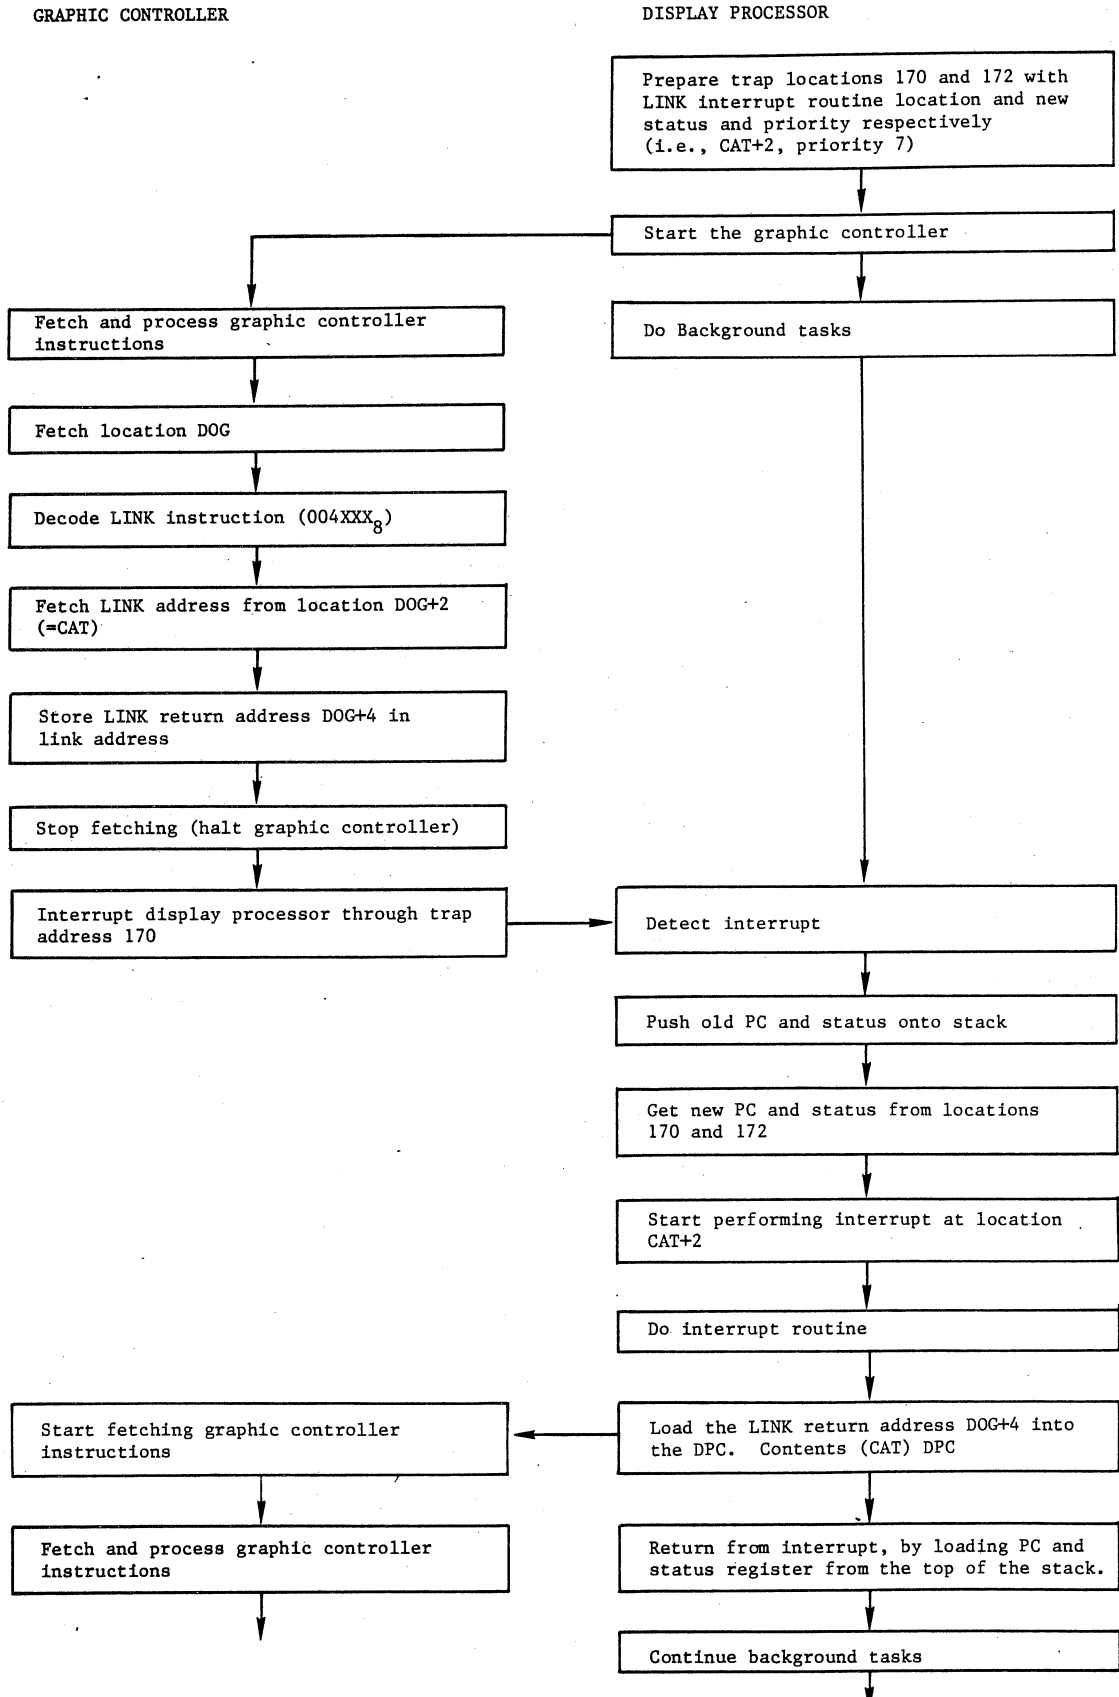 GRAPHIC CONTROLLER
DISPLAY PROCESSOR
Prepare trap locations 170 and 172 with
LINK interrupt routine location and new
status and priority respectively
(i.e., CAT+2, priority 7)
Start the graphic controller
Do Background tasks
Fetch and process graphic controller
instructions
Fetch location DOG
Decode LINK instruction (004XXX8)
Fetch LINK address from location DOG+2
(=CAT)
Store LINK return address DOG+4 in
link address
Stop fetching (halt graphic controller)
Interrupt display processor through trap
address 170
Detect interrupt
Push old PC and status onto stack
Get new PC and status from locations
170 and 172
Start performing interrupt at location
CAT+2
Do interrupt routine
Load the LINK return address DOG+4 into
the DPC. Contents (CAT) DPC
Start fetching graphic controller
instructions
Fetch and process graphic controller
instructions
Return from interrupt, by loading PC and
status register from the top of the stack.
Continue background tasks